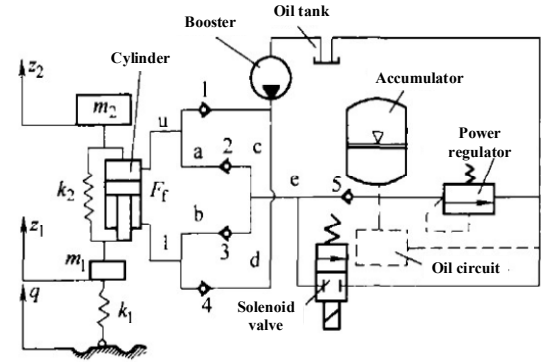 Oil tank
Booster
Cylinder
Accumulator
z₂
1
m₂
u
Power
regulator
a
2
c
k₂
F_f
e
5
z₁
b
l
3
d
m₁
q
4
Oil circuit
k₁
Solenoid
valve